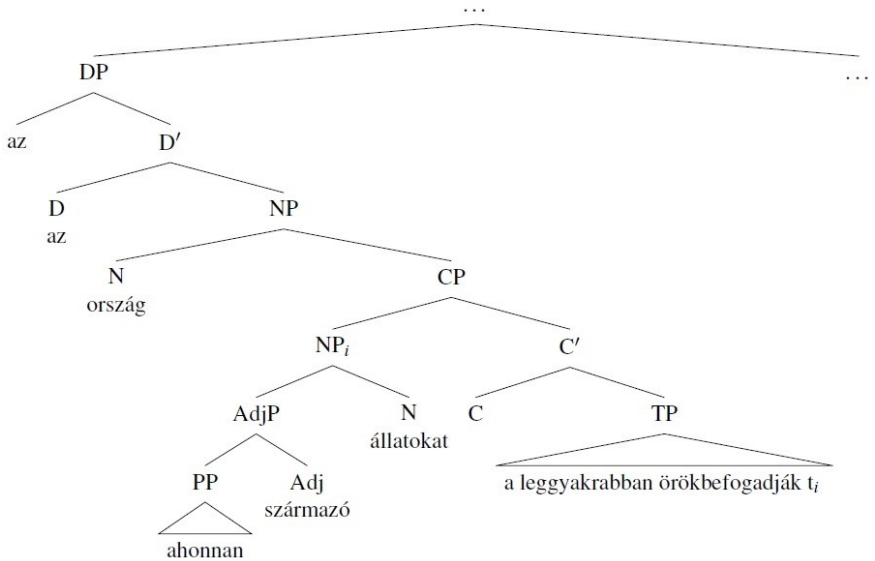 …
DP …
az D′
D NP
az
N CP
ország
NPᵢ C′
AdjP N C TP
állatokat
PP Adj a leggyakrabban örökbefogadják tᵢ
származó
ahonnan